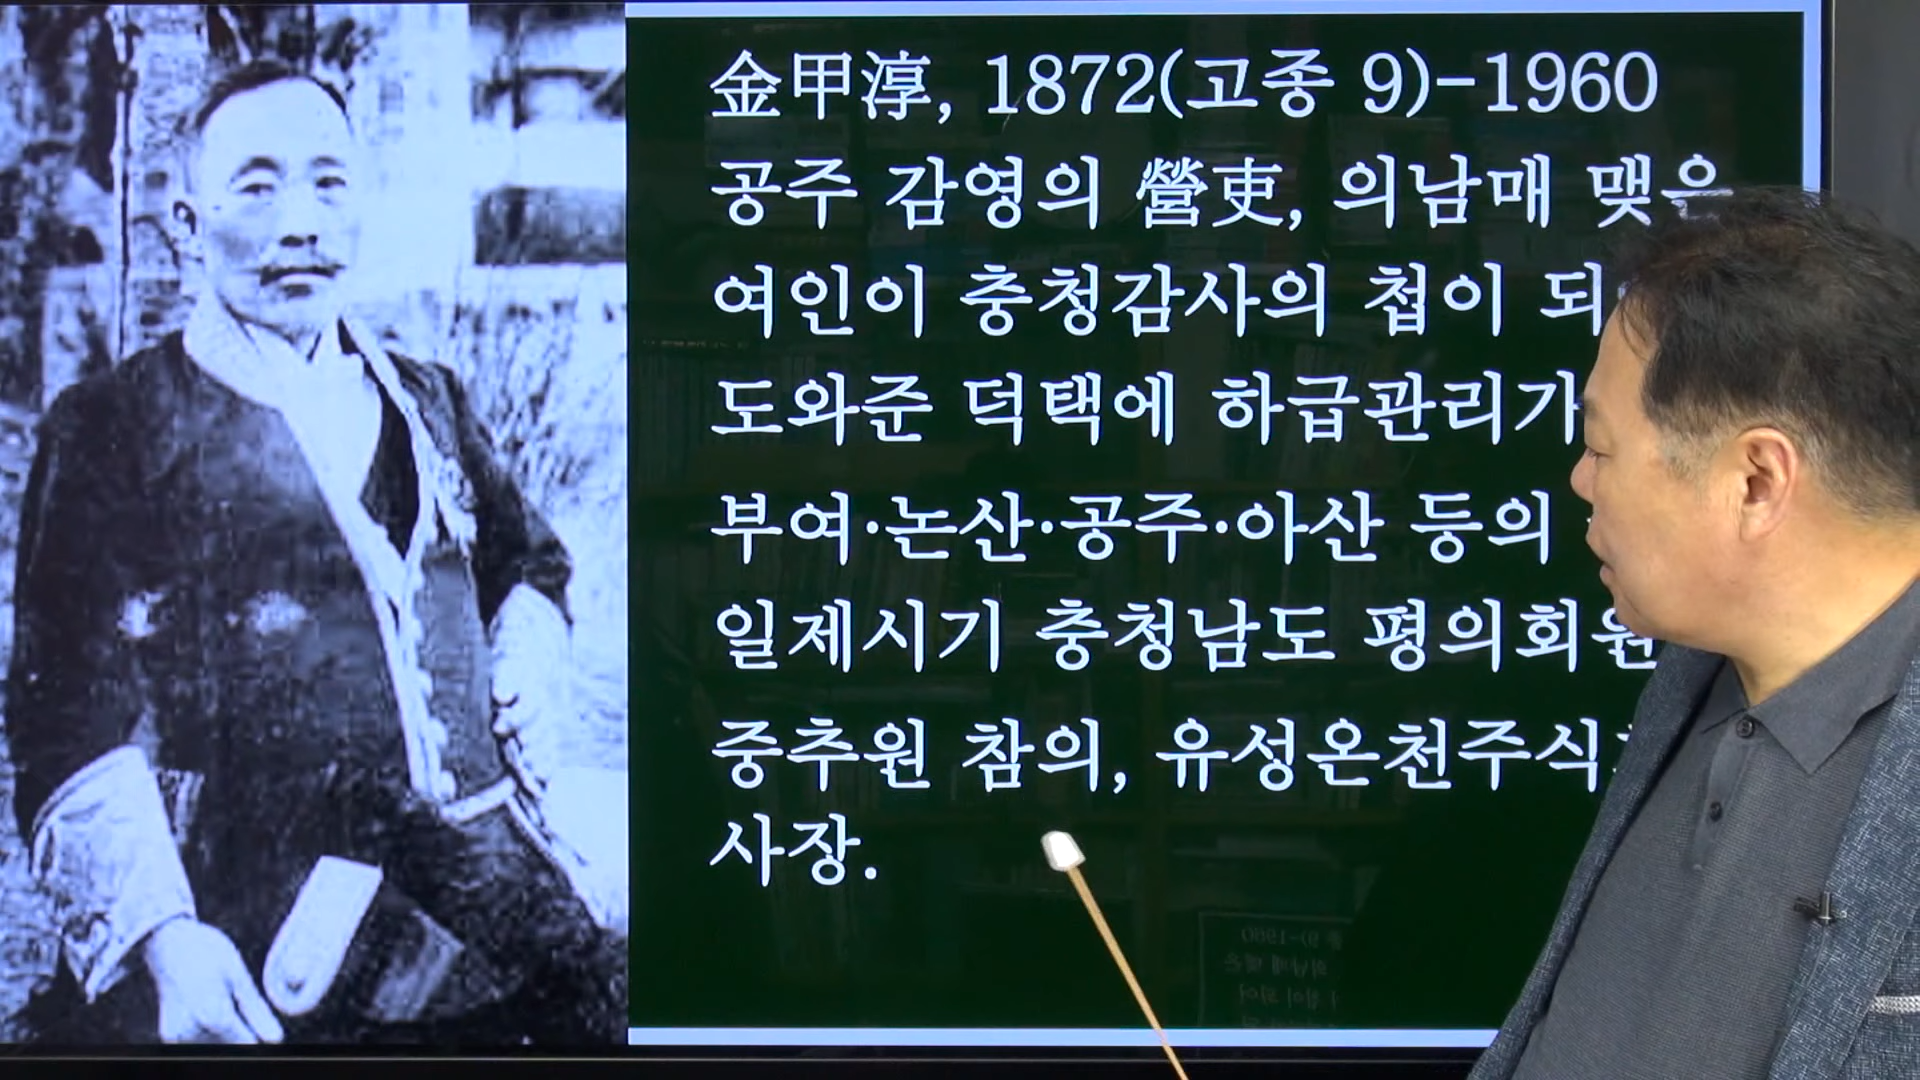 金甲淳, 1872(고종 9)-1960
공주 감영의 營吏, 의남매 맺은
여인이 충청감사의 첩이 되
도와준 덕택에 하급관리가
부여·논산·공주·아산 등의
일제시기 충청남도 평의회원
중추원 참의, 유성온천주식
사장.